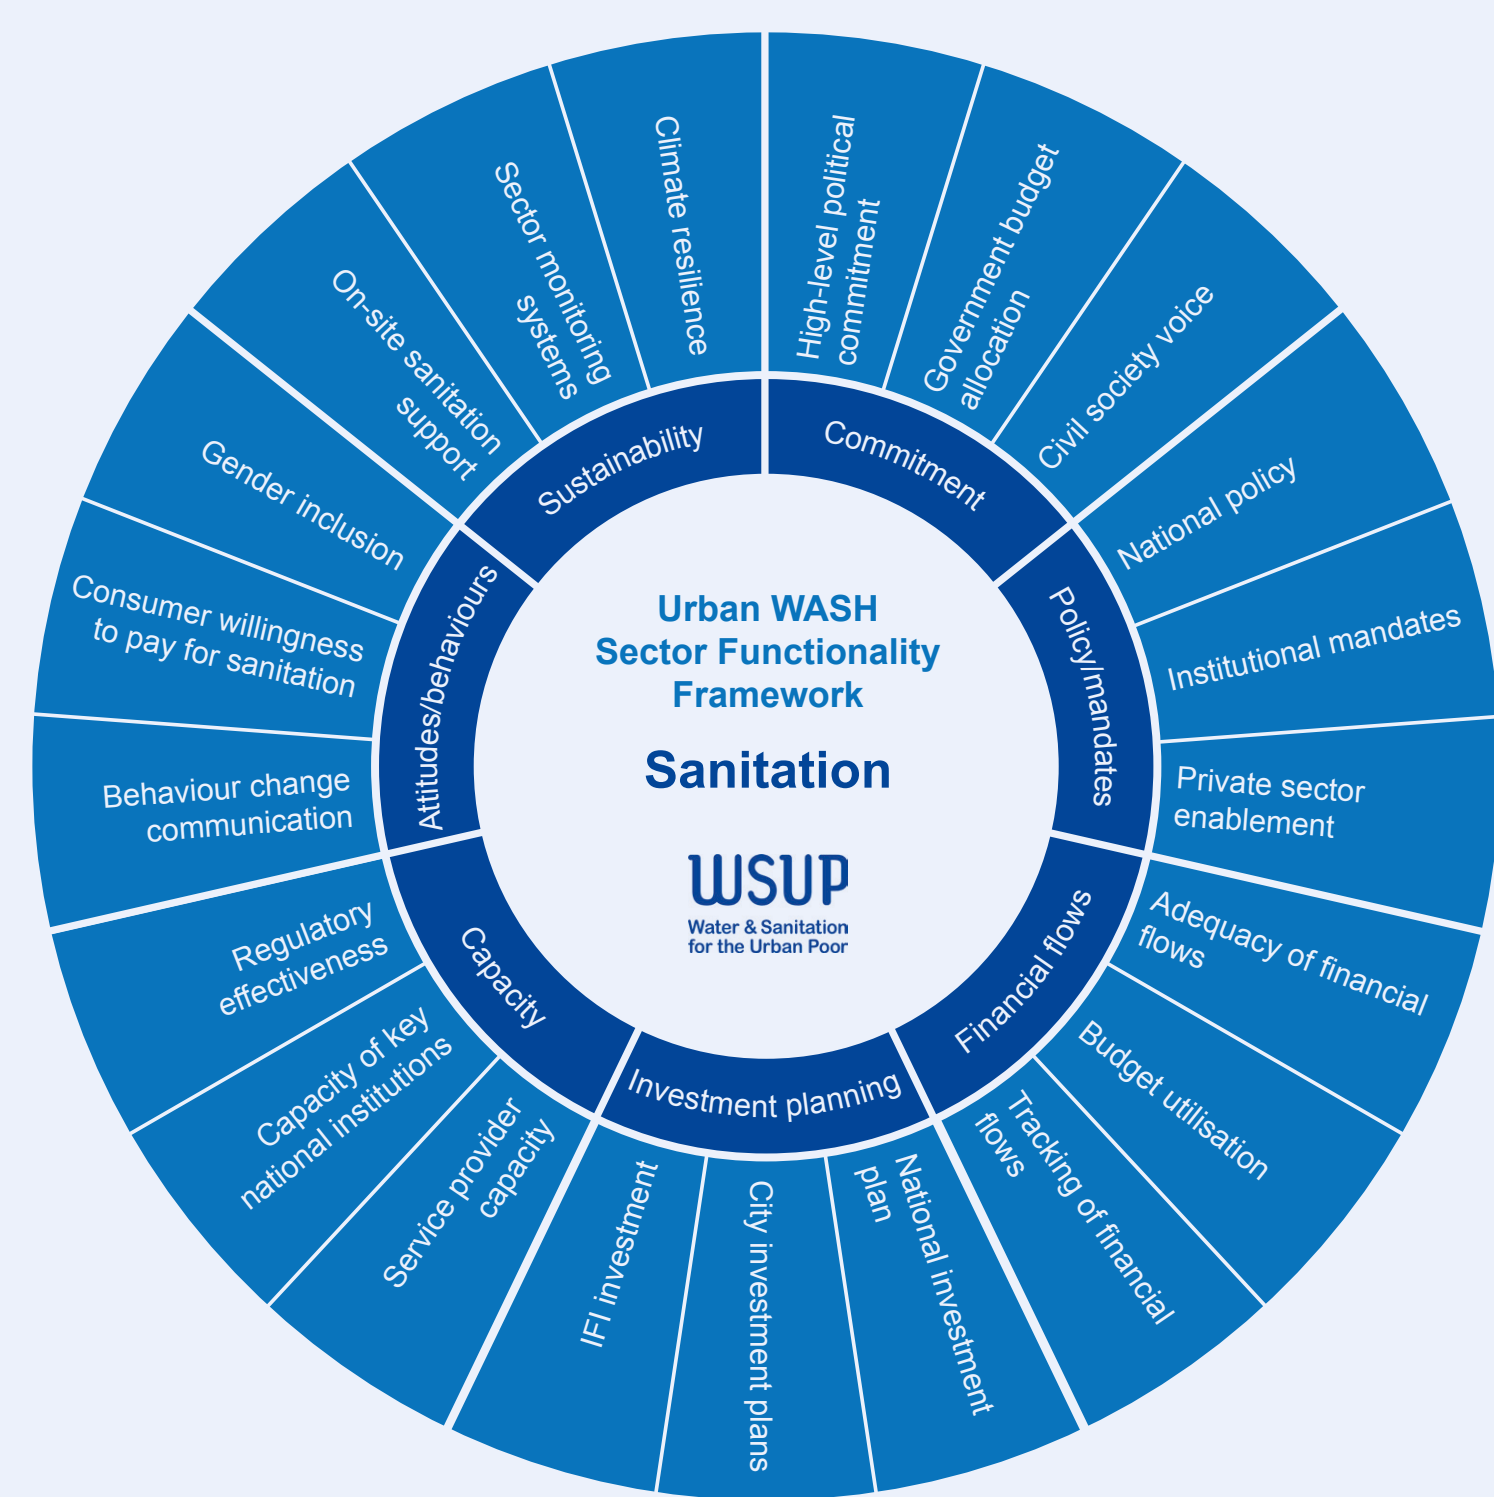 Urban WASH
Sector Functionality
Framework
Sanitation
WSUP
Water & Sanitation
for the Urban Poor
Commitment
High-level political
commitment
Government budget
allocation
Civil society voice
Policy/mandates
National policy
Institutional mandates
Private sector
enablement
Financial flows
Adequacy of financial
flows
Budget utilisation
Tracking of financial
flows
Investment planning
National investment
plan
City investment plans
IFI investment
Capacity
Service provider
capacity
Capacity of key
national institutions
Regulatory
effectiveness
Attitudes/behaviours
Behaviour change
communication
Consumer willingness
to pay for sanitation
Gender inclusion
Sustainability
On-site sanitation
support
Sector monitoring
systems
Climate resilience